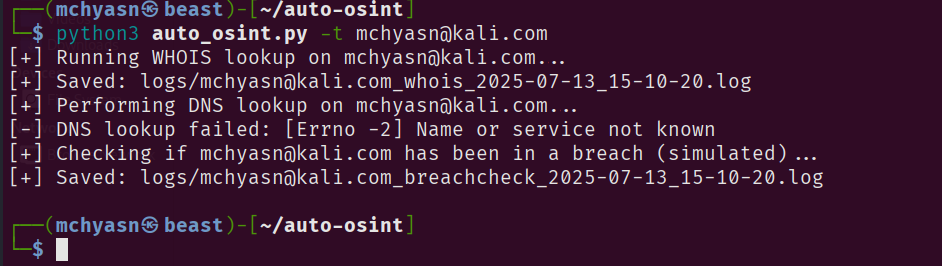 ┌──(mchyasn㉿beast)-[~/auto-osint]
└─$ python3 auto_osint.py -t mchyasn@kali.com
[+] Running WHOIS lookup on mchyasn@kali.com...
[+] Saved: logs/mchyasn@kali.com_whois_2025-07-13_15-10-20.log
[+] Performing DNS lookup on mchyasn@kali.com...
[-] DNS lookup failed: [Errno -2] Name or service not known
[+] Checking if mchyasn@kali.com has been in a breach (simulated)...
[+] Saved: logs/mchyasn@kali.com_breachcheck_2025-07-13_15-10-20.log
┌──(mchyasn㉿beast)-[~/auto-osint]
└─$